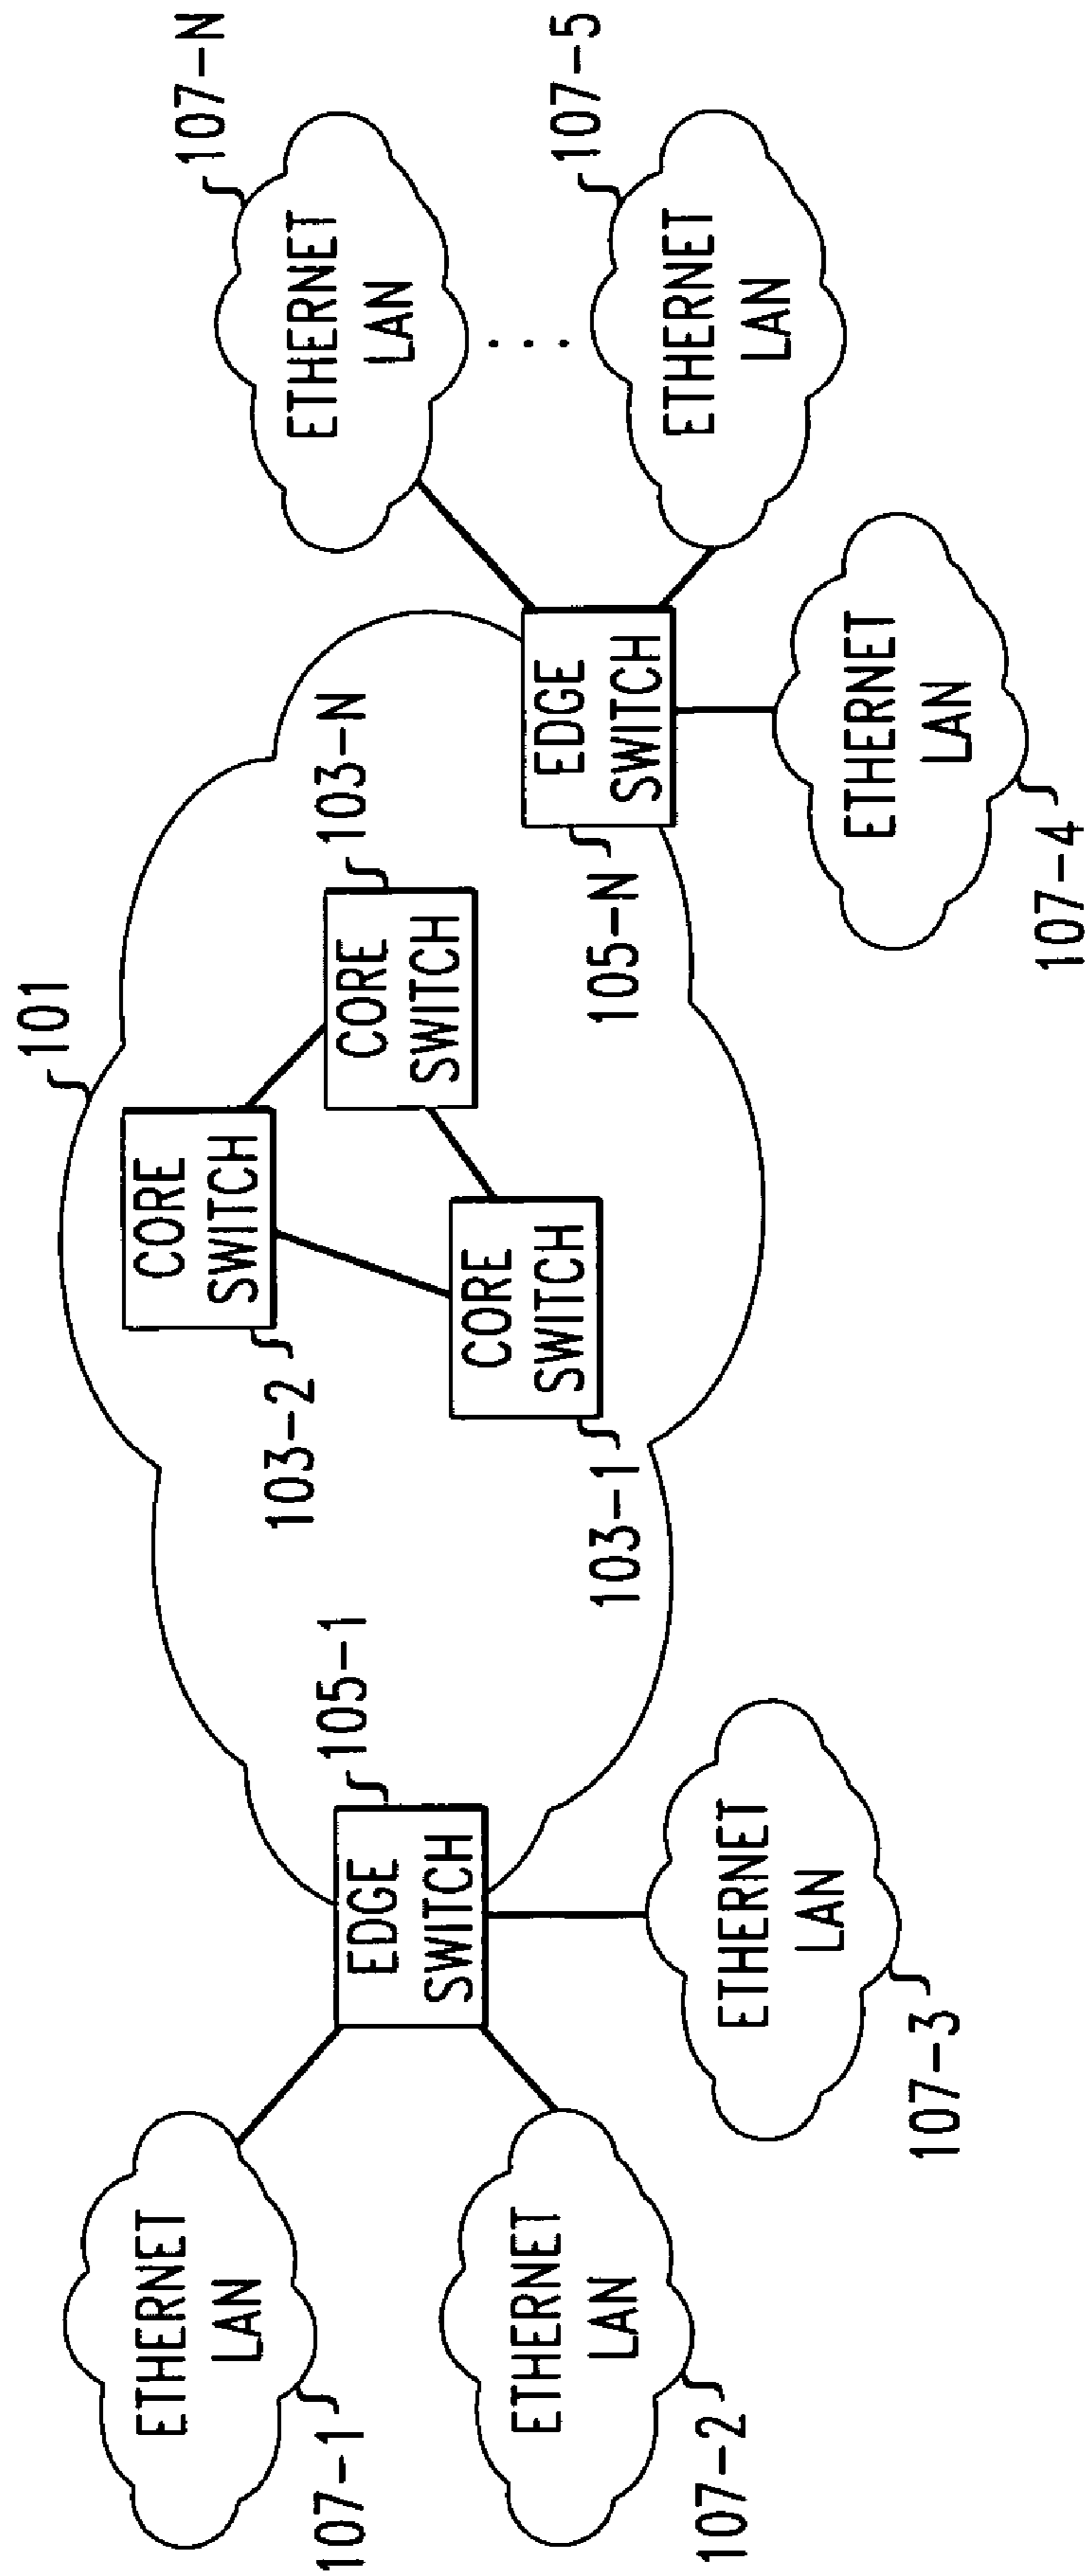 101
CORE
SWITCH
103-2
CORE
SWITCH
103-N
CORE
SWITCH
103-1
105-1
EDGE
SWITCH
EDGE
SWITCH
105-N
ETHERNET
LAN
107-1
ETHERNET
LAN
107-2
ETHERNET
LAN
107-3
107-N
ETHERNET
LAN
. . .
107-5
ETHERNET
LAN
ETHERNET
LAN
107-4